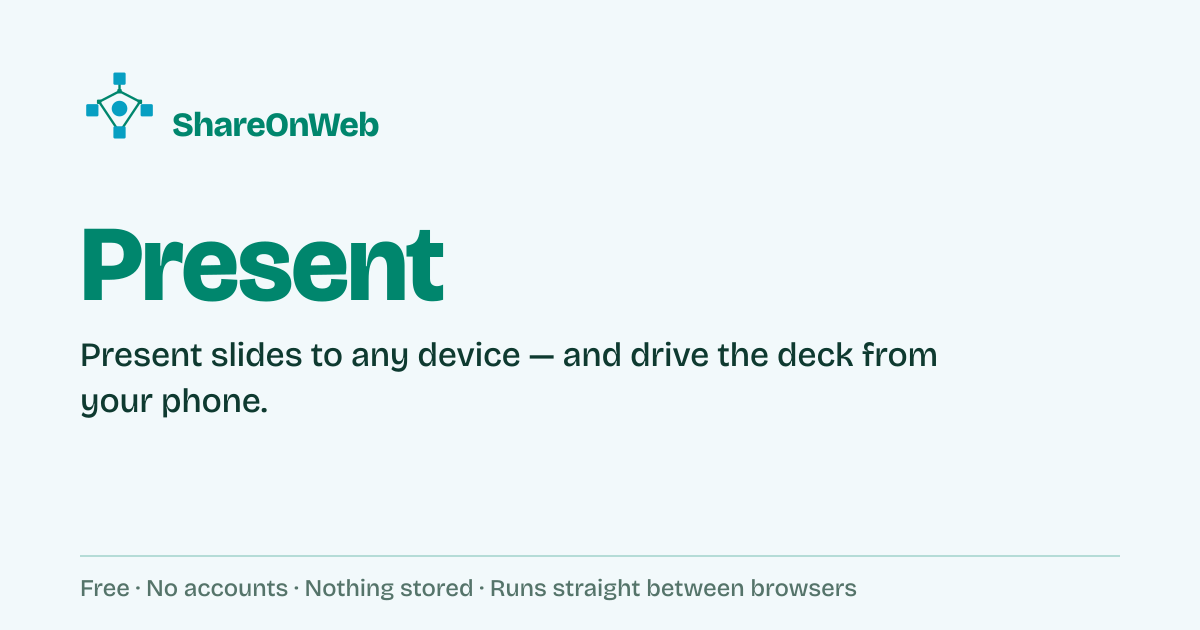 ShareOnWeb
Present
Present slides to any device — and drive the deck from
your phone.
Free · No accounts · Nothing stored · Runs straight between browsers